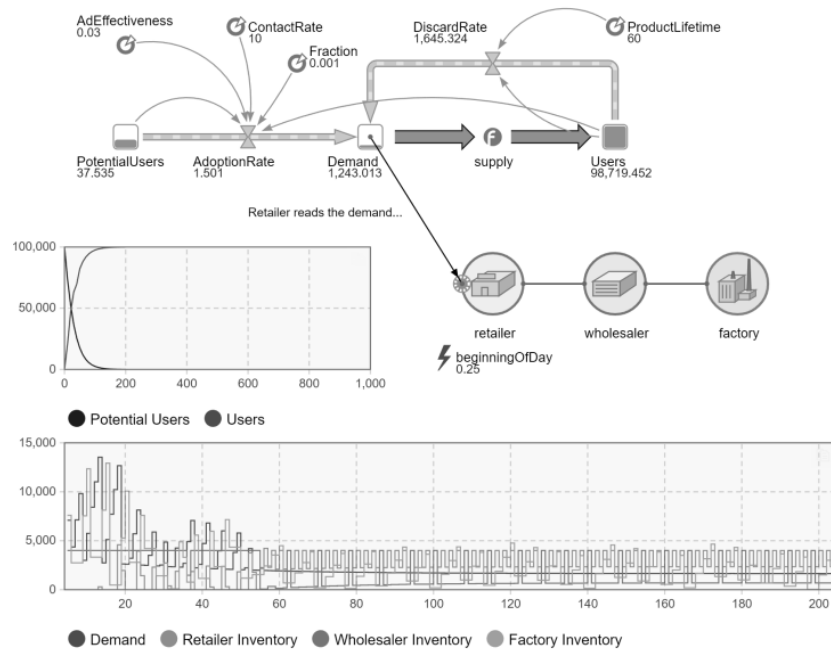 AdEffectiveness
0.03
ContactRate
10
Fraction
0.001
DiscardRate
1,645.324
ProductLifetime
60
PotentialUsers
37.535
AdoptionRate
1.501
Demand
1,243.013
supply
Users
98,719.452
Retailer reads the demand...
100,000
50,000
0
0 200 400 600 800 1,000
Potential Users Users
retailer wholesaler factory
beginningOfDay
0.25
15,000
10,000
5,000
0
20 40 60 80 100 120 140 160 180 200
Demand Retailer Inventory Wholesaler Inventory Factory Inventory